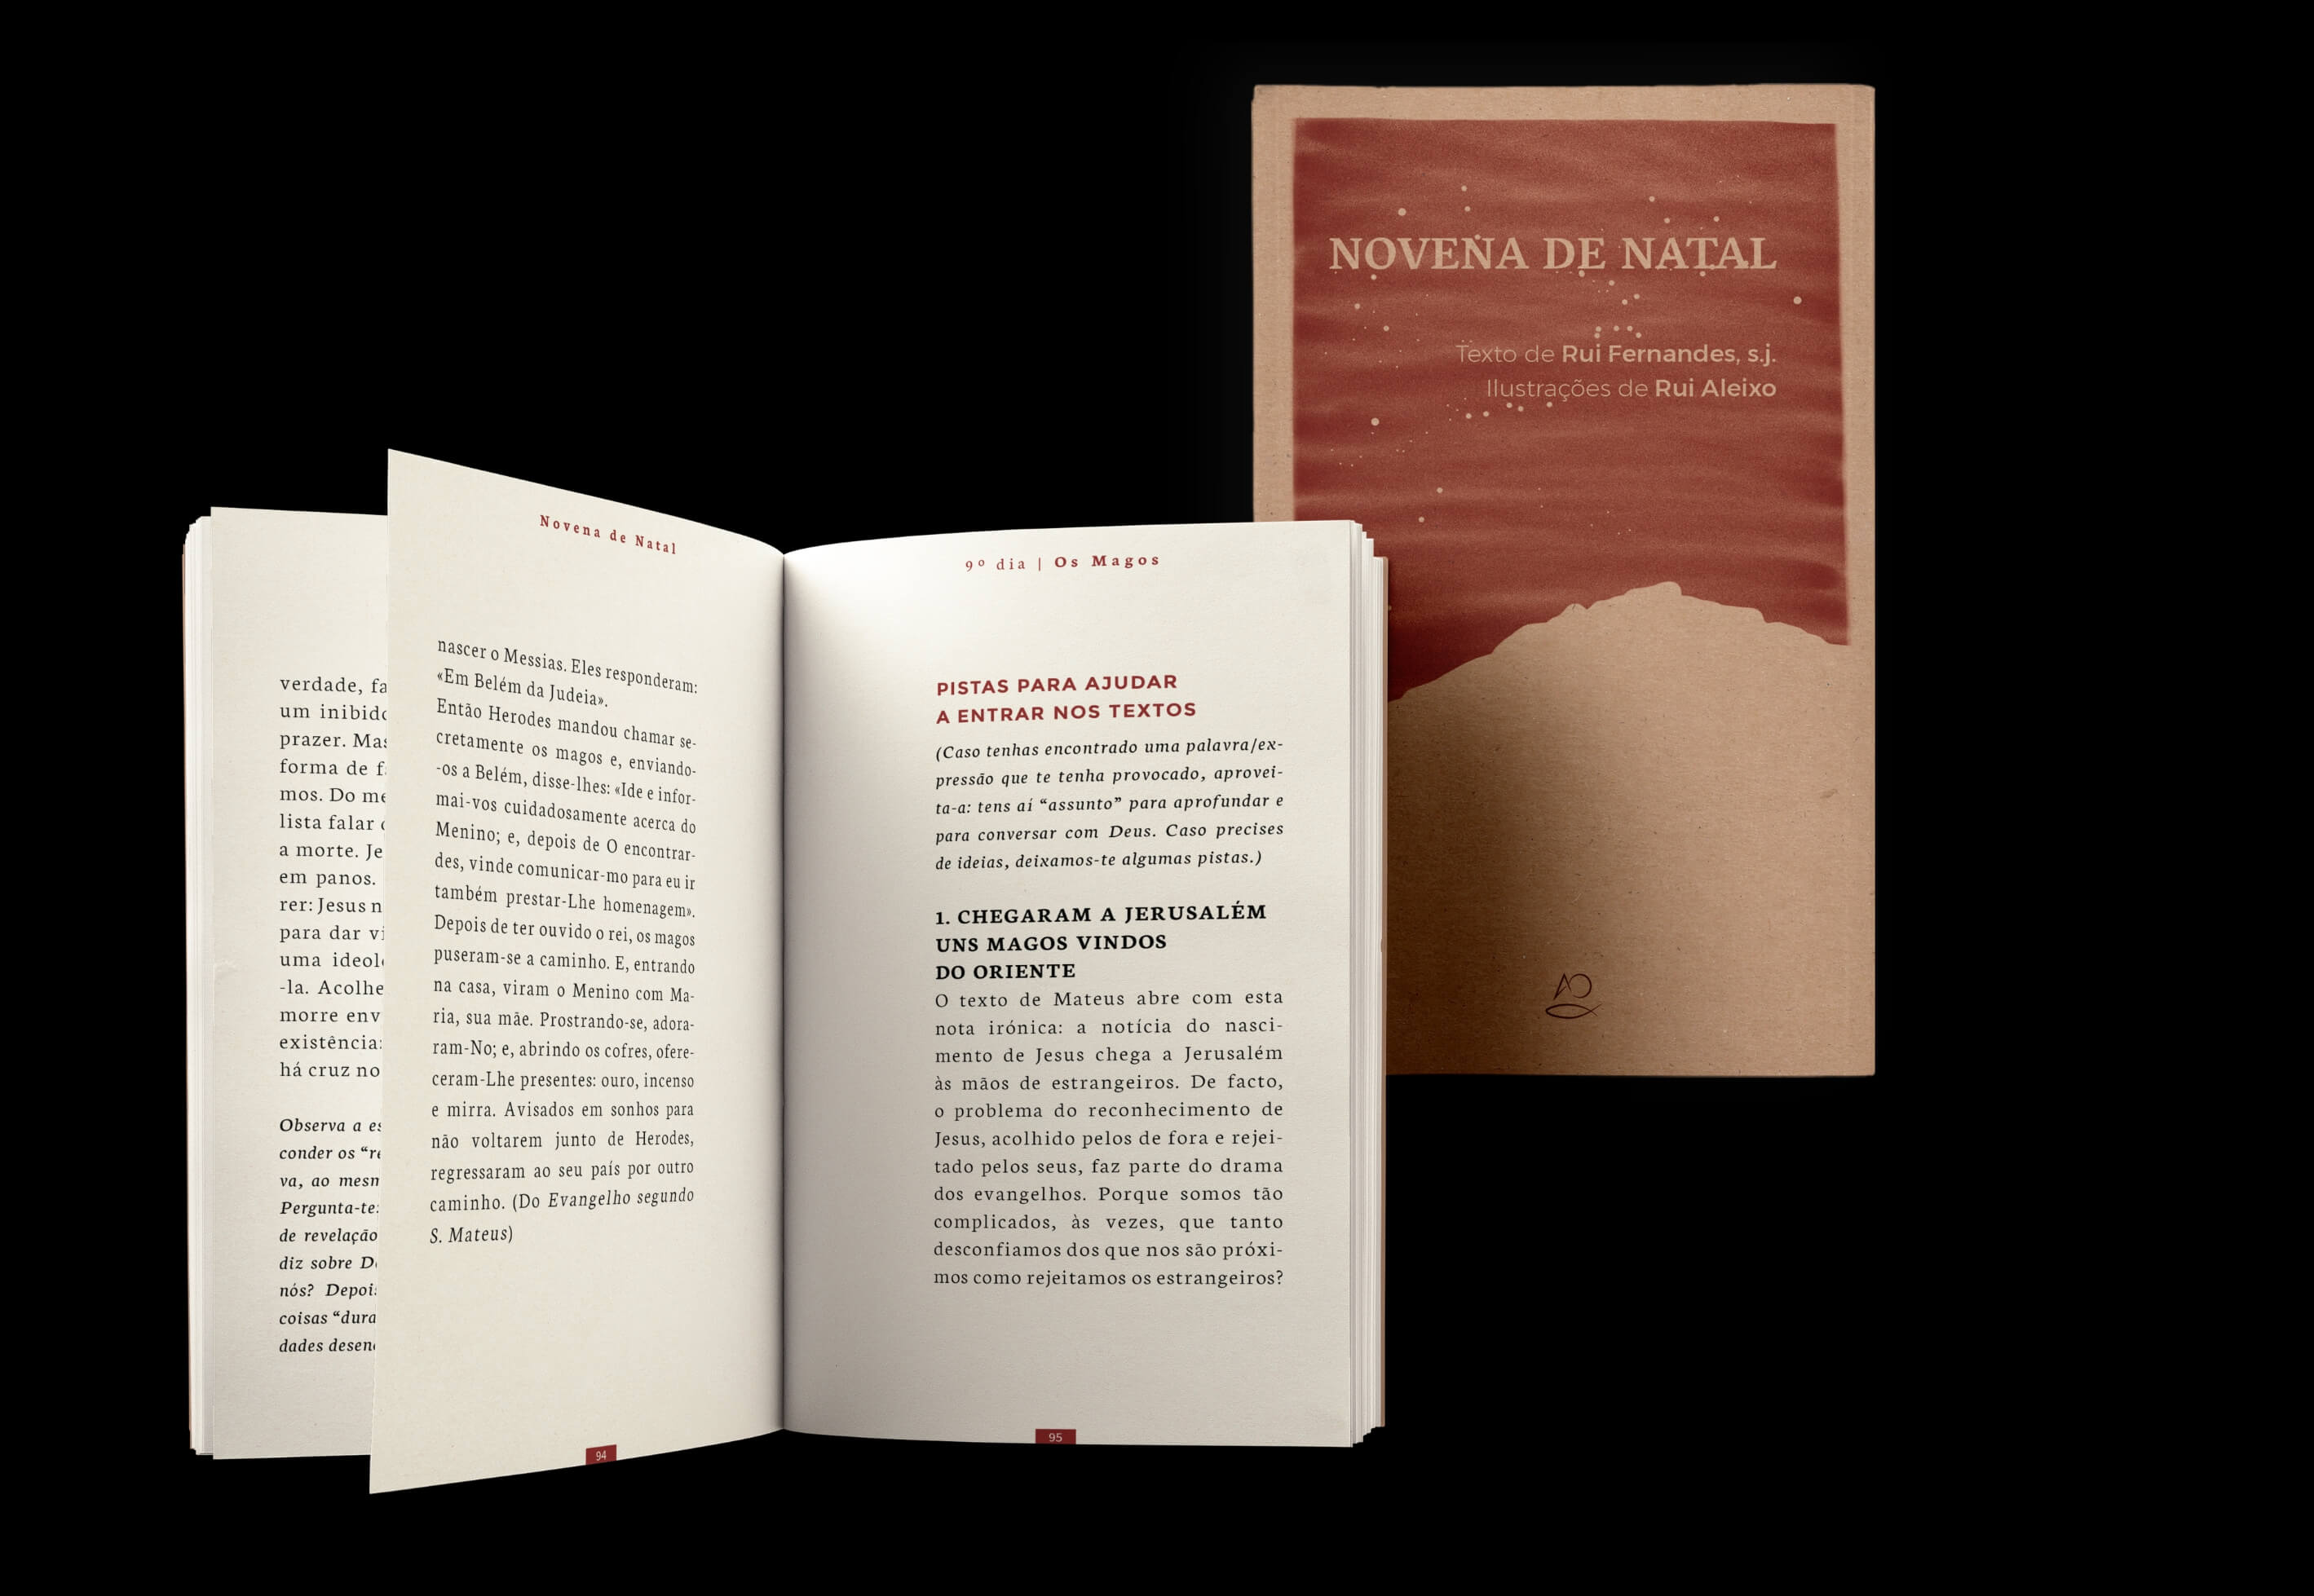 NOVENA DE NATAL
Texto de Rui Fernandes, s.j.
Ilustrações de Rui Aleixo
AO
verdade,
um
prazer.
forma de
mos. Do
lista falar
a morte.
em panos.
rer: Jesus
para dar
uma
-la.
morre
existência:
há cruz no
Observa a
conder os
va, ao
Pergunta-te:
de revelação
diz sobre
nós?
coisas
dades
Novena de Natal
nascer o Messias. Eles responderam:
«Em Belém da Judeia».
Então Herodes mandou chamar se-
cretamente os magos e, enviando-
-os a Belém, disse-lhes: «Ide e infor-
mai-vos cuidadosamente acerca do
Menino; e, depois de O encontrar-
des, vinde comunicar-mo para eu ir
também prestar-Lhe homenagem».
Depois de ter ouvido o rei, os magos
puseram-se a caminho. E, entrando
na casa, viram o Menino com Ma-
ria, sua mãe. Prostrando-se, adora-
ram-No; e, abrindo os cofres, ofere-
ceram-Lhe presentes: ouro, incenso
e mirra. Avisados em sonhos para
não voltarem junto de Herodes,
regressaram ao seu país por outro
caminho. (Do Evangelho segundo
S. Mateus)
94
9º dia | Os Magos
PISTAS PARA AJUDAR
A ENTRAR NOS TEXTOS
(Caso tenhas encontrado uma palavra/ex-
pressão que te tenha provocado, aprovei-
ta-a: tens aí “assunto” para aprofundar e
para conversar com Deus. Caso precises
de ideias, deixamos-te algumas pistas.)
1. CHEGARAM A JERUSALÉM
UNS MAGOS VINDOS
DO ORIENTE
O texto de Mateus abre com esta
nota irónica: a notícia do nasci-
mento de Jesus chega a Jerusalém
às mãos de estrangeiros. De facto,
o problema do reconhecimento de
Jesus, acolhido pelos de fora e rejei-
tado pelos seus, faz parte do drama
dos evangelhos. Porque somos tão
complicados, às vezes, que tanto
desconfiamos dos que nos são próxi-
mos como rejeitamos os estrangeiros?
95